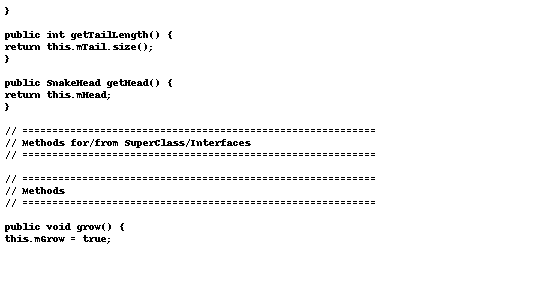 }
public int getTailLength() {
return this.mTail.size();
}
public SnakeHead getHead() {
return this.mHead;
}
// ===========================================================
// Methods for/from SuperClass/Interfaces
// ===========================================================
// ===========================================================
// Methods
// ===========================================================
public void grow() {
this.mGrow = true;